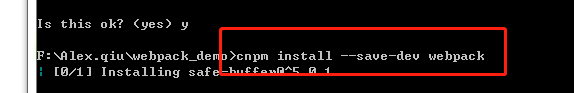 Is this ok? (yes) y
F:\Alex.qiu\webpack_demo>cnpm install --save-dev webpack
| [0/1] Installing safe-buffer@^5.0.1